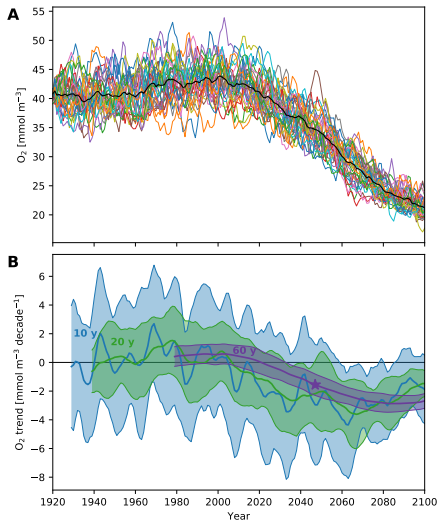 A
55
50
45
40
35
30
25
20
O₂ [mmol m⁻³]
B
6
4
2
0
−2
−4
−6
−8
O₂ trend [mmol m⁻³ decade⁻¹]
10 y
20 y
60 y
1920 1940 1960 1980 2000 2020 2040 2060 2080 2100
Year